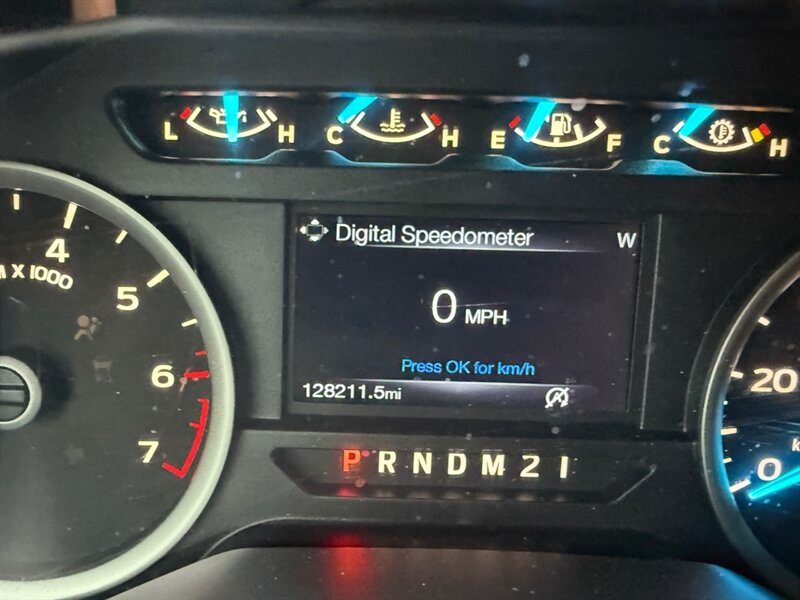 L H C H E F C H
4
X 1000
5
6
7
Digital Speedometer W
0 MPH
Press OK for km/h
128211.5mi
P R N D M 2 1
20
0